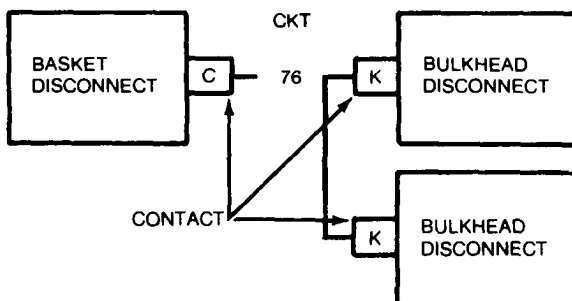 CKT
BASKET
DISCONNECT
C
76
K
BULKHEAD
DISCONNECT
CONTACT
K
BULKHEAD
DISCONNECT